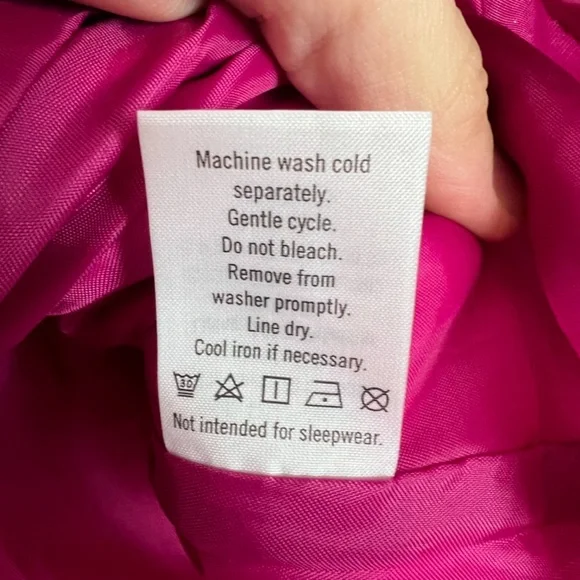 Machine wash cold
separately.
Gentle cycle.
Do not bleach.
Remove from
washer promptly.
Line dry.
Cool iron if necessary.
30
Not intended for sleepwear.